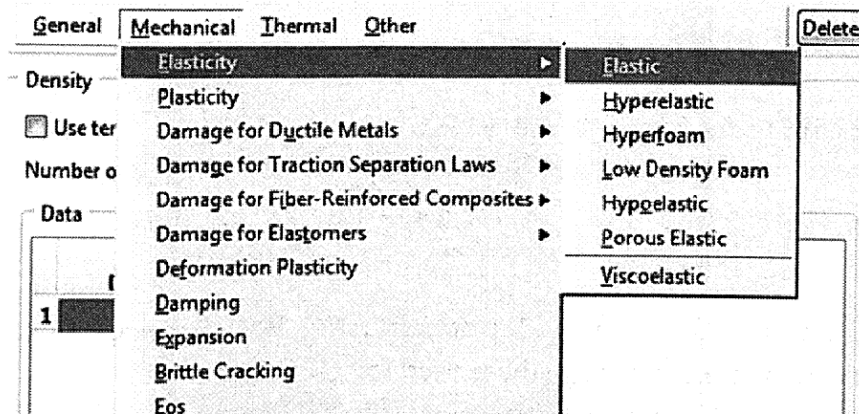 General Mechanical Thermal Other Delete
Elasticity
Plasticity
Damage for Ductile Metals
Damage for Traction Separation Laws
Damage for Fiber-Reinforced Composites
Damage for Elastomers
Deformation Plasticity
Damping
Expansion
Brittle Cracking
Eos
Elastic
Hyperelastic
Hyperfoam
Low Density Foam
Hypoelastic
Porous Elastic
Viscoelastic
Density
Use ter
Number o
Data
1